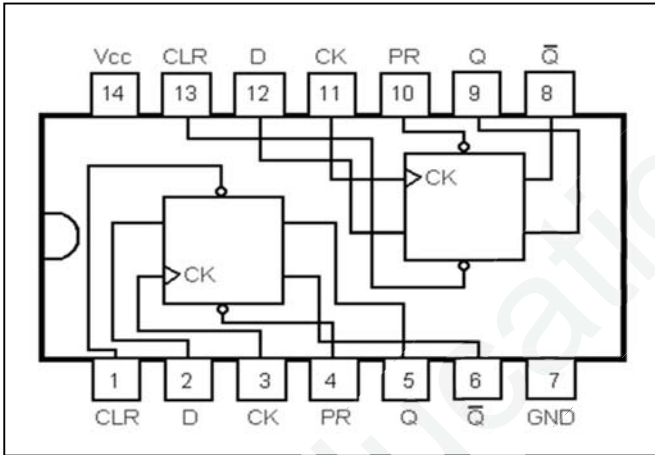 Vcc CLR D CK PR Q Q̅
14 13 12 11 10 9 8
CK
CK
1 2 3 4 5 6 7
CLR D CK PR Q Q̅ GND